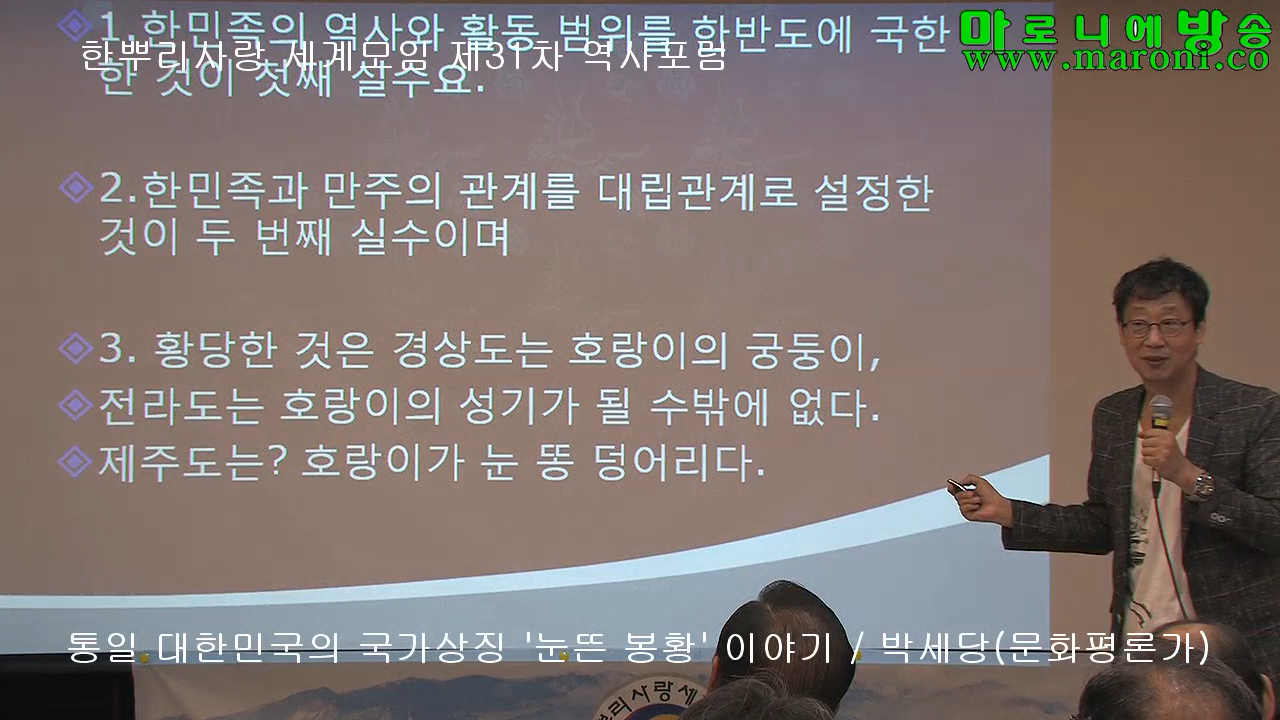 1.한민족의 역사와 활동 범위를 한반도에 국한
한 것이 첫째 실수요.
한뿌리사랑 세계모임 제31차 역사포럼
마로니에방송
www.maroni.co
2.한민족과 만주의 관계를 대립관계로 설정한
것이 두 번째 실수이며
3. 황당한 것은 경상도는 호랑이의 궁둥이,
전라도는 호랑이의 성기가 될 수밖에 없다.
제주도는? 호랑이가 눈 똥 덩어리다.
통일 대한민국의 국가상징 '눈뜬 봉황' 이야기 / 박세당(문화평론가)
뿌리사랑세